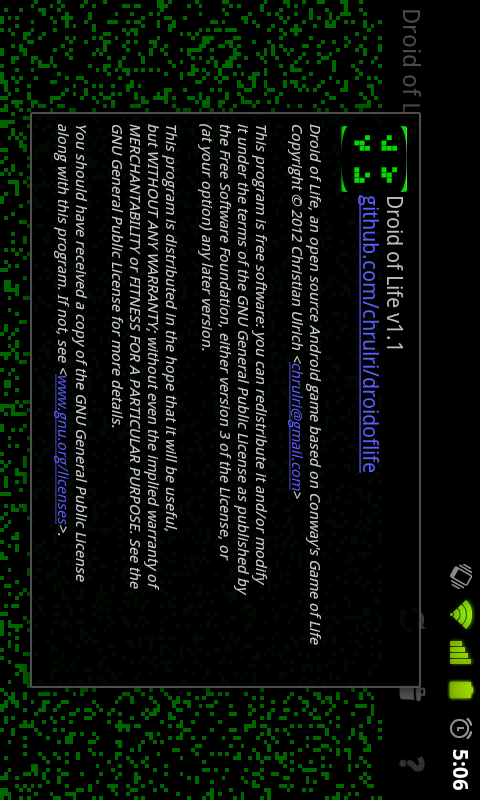 5:06
Droid of L
Droid of Life v1.1
github.com/chrulri/droidoflife
Droid of Life, an open source Android game based on Conway's Game of Life
Copyright © 2012 Christian Ulrich <chrulri@gmail.com>
This program is free software: you can redistribute it and/or modify
it under the terms of the GNU General Public License as published by
the Free Software Foundation, either version 3 of the License, or
(at your option) any later version.
This program is distributed in the hope that it will be useful,
but WITHOUT ANY WARRANTY; without even the implied warranty of
MERCHANTABILITY or FITNESS FOR A PARTICULAR PURPOSE. See the
GNU General Public License for more details.
You should have received a copy of the GNU General Public License
along with this program. If not, see <www.gnu.org/licenses>.